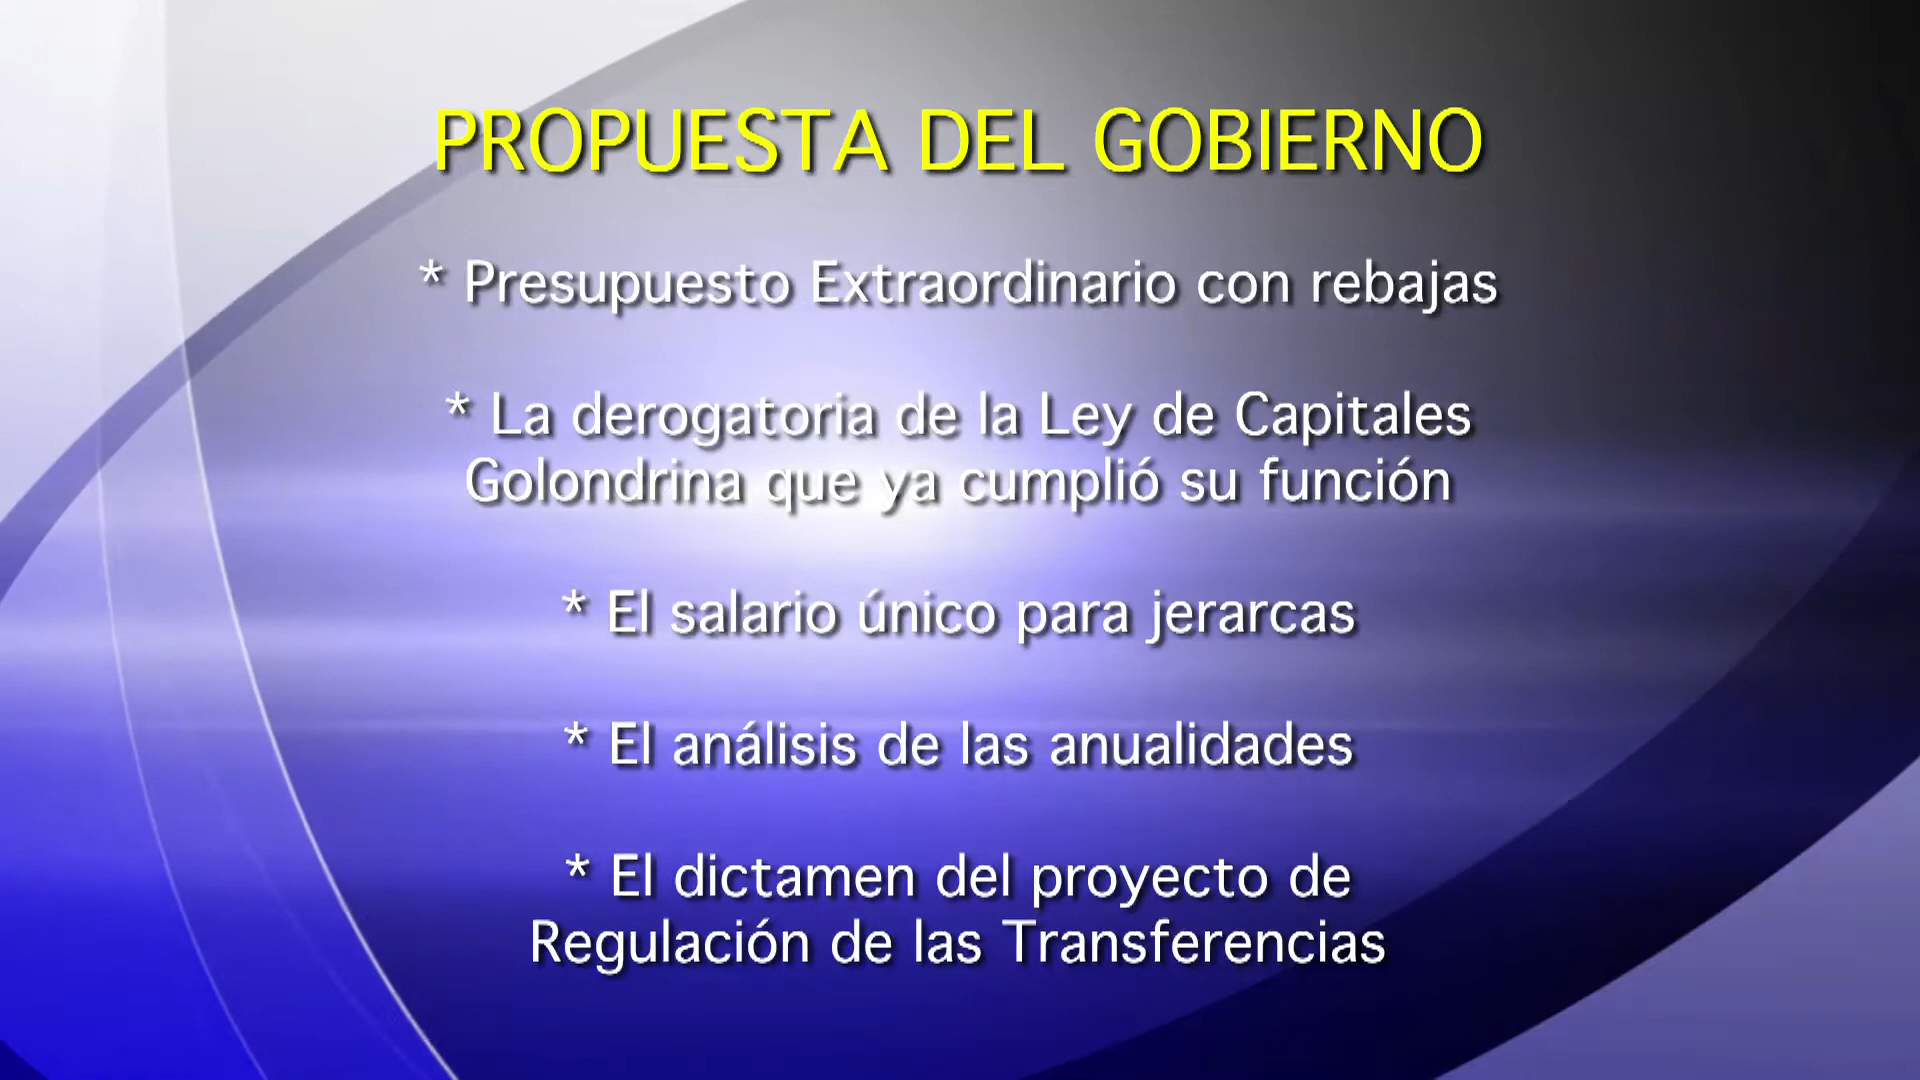 PROPUESTA DEL GOBIERNO
* Presupuesto Extraordinario con rebajas
* La derogatoria de la Ley de Capitales
Golondrina que ya cumplió su función
* El salario único para jerarcas
* El análisis de las anualidades
* El dictamen del proyecto de
Regulación de las Transferencias